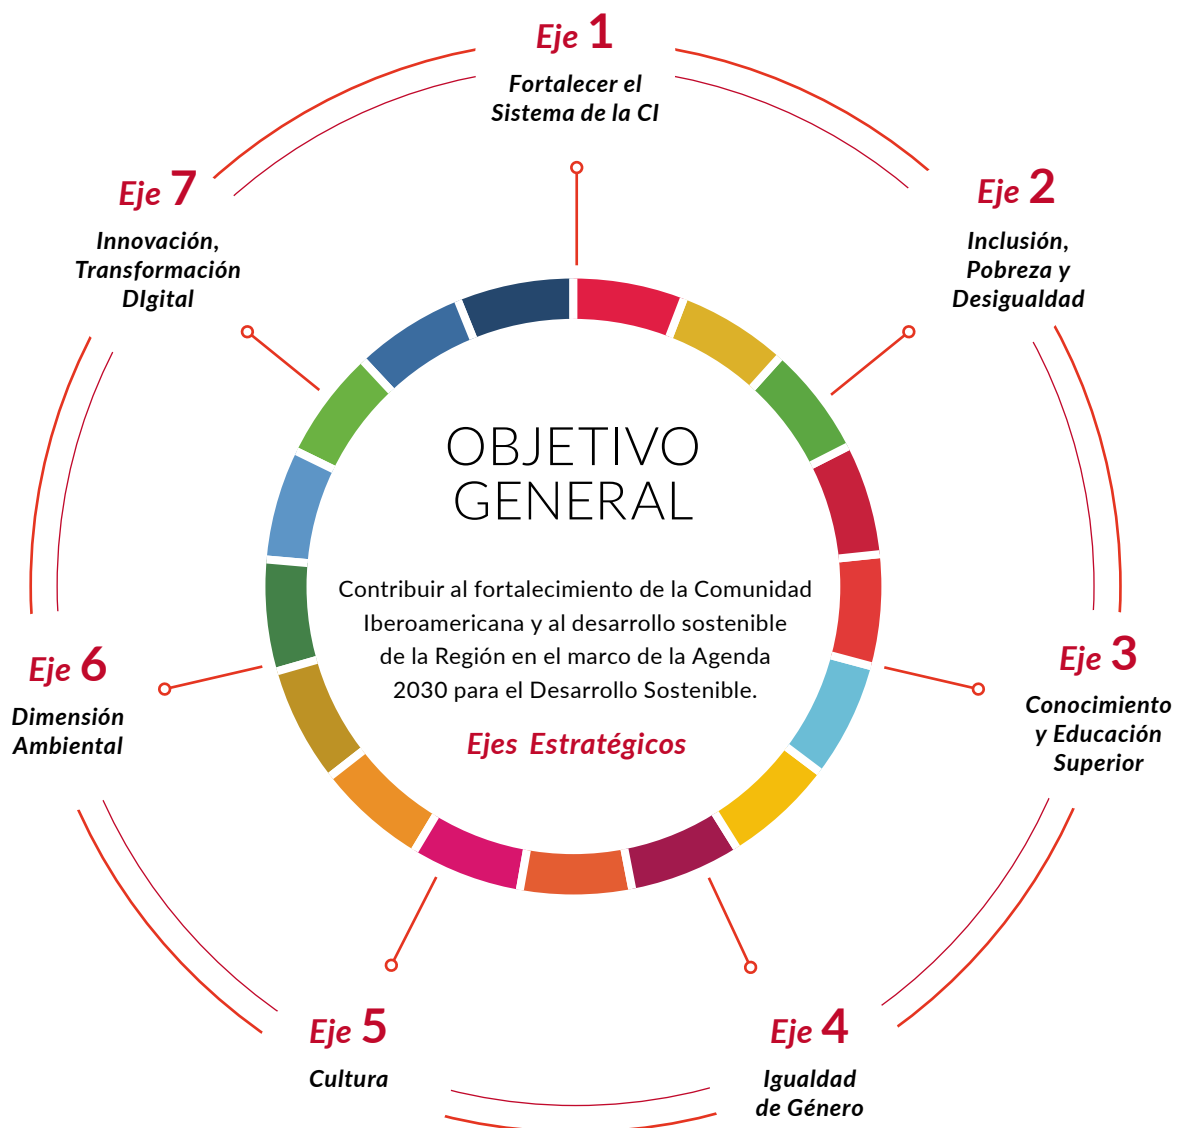 Eje 1
Fortalecer el
Sistema de la CI
Eje 2
Inclusión,
Pobreza y
Desigualdad
Eje 3
Conocimiento
y Educación
Superior
Eje 4
Igualdad
de Género
Eje 5
Cultura
Eje 6
Dimensión
Ambiental
Eje 7
Innovación,
Transformación
DIgital
OBJETIVO
GENERAL
Contribuir al fortalecimiento de la Comunidad
Iberoamericana y al desarrollo sostenible
de la Región en el marco de la Agenda
2030 para el Desarrollo Sostenible.
Ejes Estratégicos